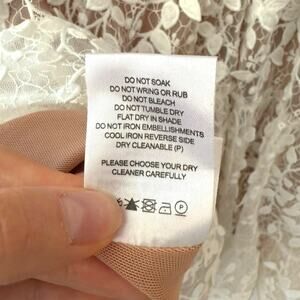 DO NOT SOAK
DO NOT WRING OR RUB
DO NOT BLEACH
DO NOT TUMBLE DRY
FLAT DRY IN SHADE
DO NOT IRON EMBELLISHMENTS
COOL IRON REVERSE SIDE
DRY CLEANABLE (P)
PLEASE CHOOSE YOUR DRY
CLEANER CAREFULLY
P